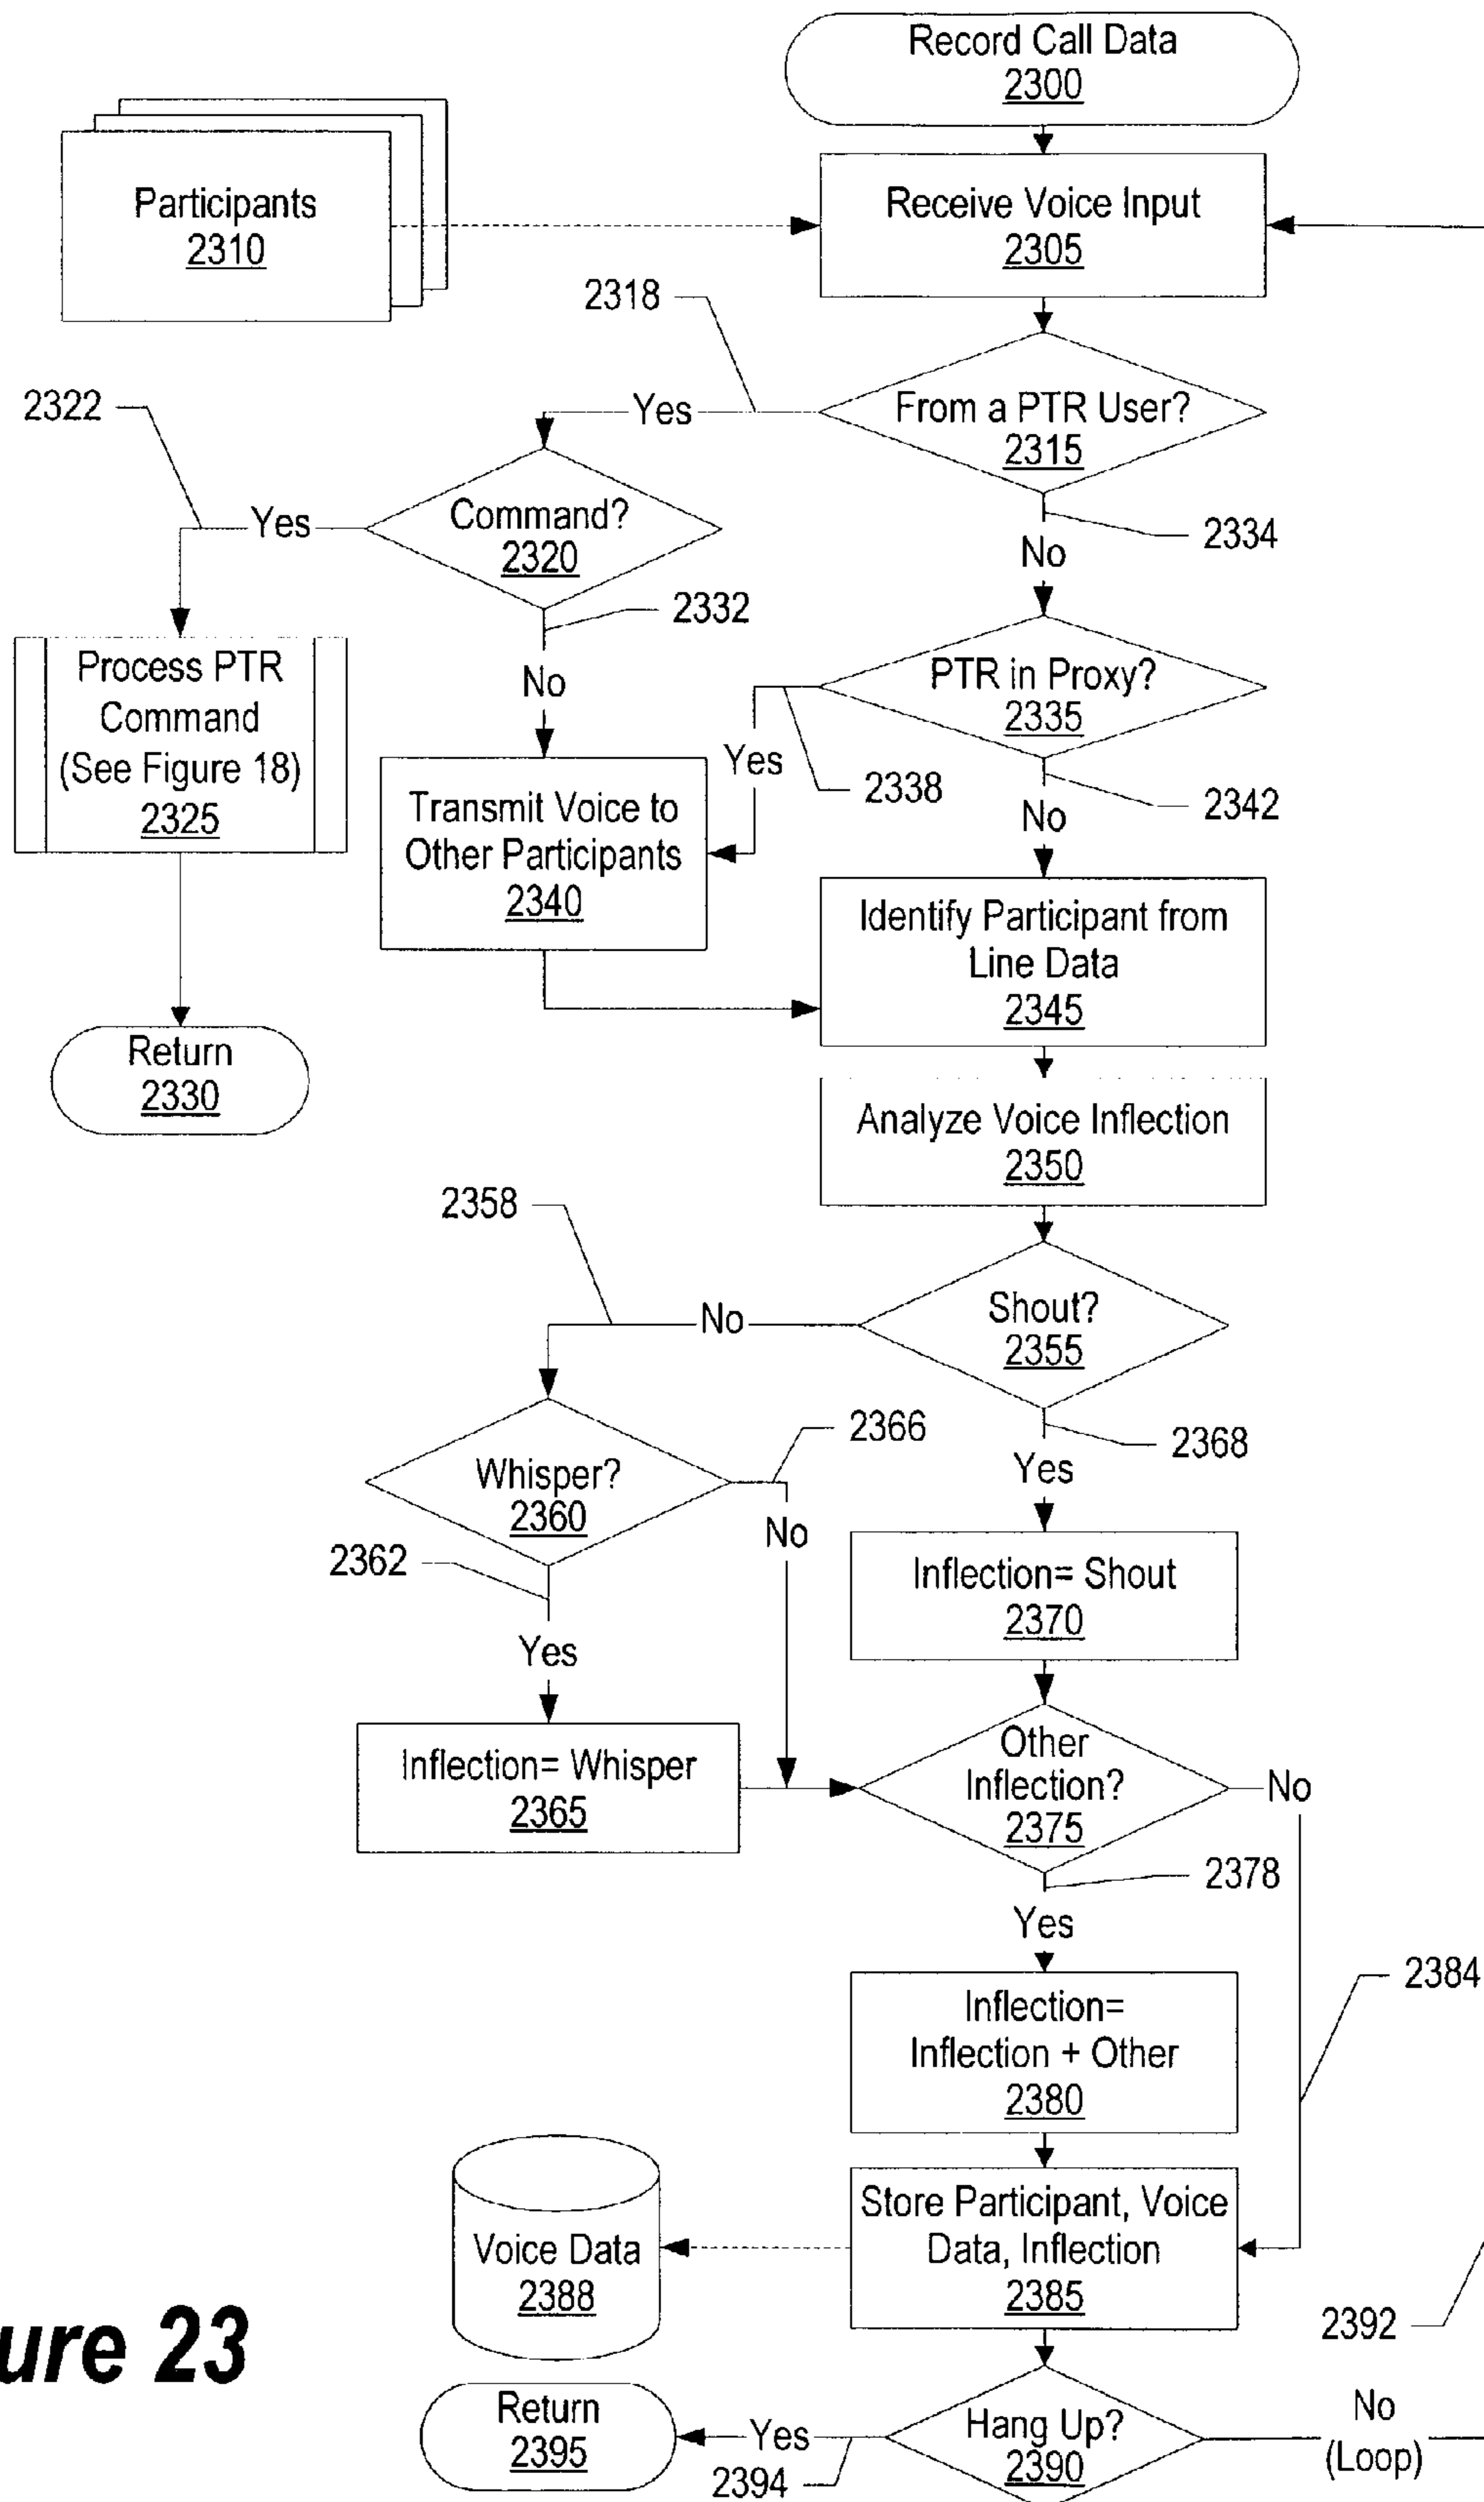 Record Call Data
2300
Participants
2310
Receive Voice Input
2305
2318
2322
Yes
From a PTR User?
2315
Yes
Command?
2320
2334
No
2332
Process PTR
Command
(See Figure 18)
2325
No
PTR in Proxy?
2335
Yes
2338
2342
No
Transmit Voice to
Other Participants
2340
Identify Participant from
Line Data
2345
Return
2330
Analyze Voice Inflection
2350
2358
No
Shout?
2355
2366
2368
Yes
Whisper?
2360
No
2362
Yes
Inflection= Shout
2370
Inflection= Whisper
2365
Other
Inflection?
2375
No
2378
Yes
2384
Inflection=
Inflection + Other
2380
Voice Data
2388
Store Participant, Voice
Data, Inflection
2385
2392
ure 23
Return
2395
Yes
2394
Hang Up?
2390
No
(Loop)